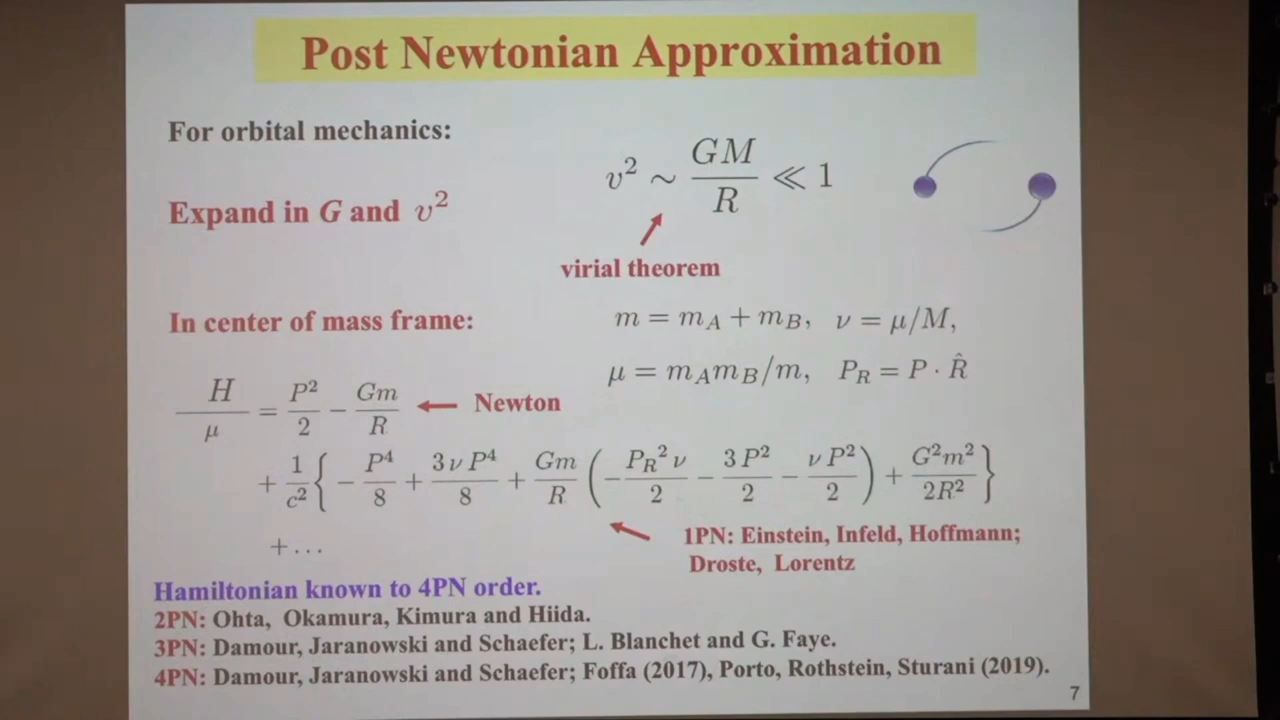 Post Newtonian Approximation
For orbital mechanics:
v² ∼ GM/R ≪ 1
Expand in G and v²
virial theorem
In center of mass frame:
m = m_A + m_B, ν = μ/M,
μ = m_A m_B/m, P_R = P · R̂
H/μ = P²/2 − Gm/R
Newton
+ 1/c² { − P⁴/8 + 3νP⁴/8 + Gm/R ( − P_R²ν/2 − 3P²/2 − νP²/2 ) + G²m²/2R² }
1PN: Einstein, Infeld, Hoffmann;
Droste, Lorentz
+ ...
Hamiltonian known to 4PN order.
2PN: Ohta, Okamura, Kimura and Hiida.
3PN: Damour, Jaranowski and Schaefer; L. Blanchet and G. Faye.
4PN: Damour, Jaranowski and Schaefer; Foffa (2017), Porto, Rothstein, Sturani (2019).
7